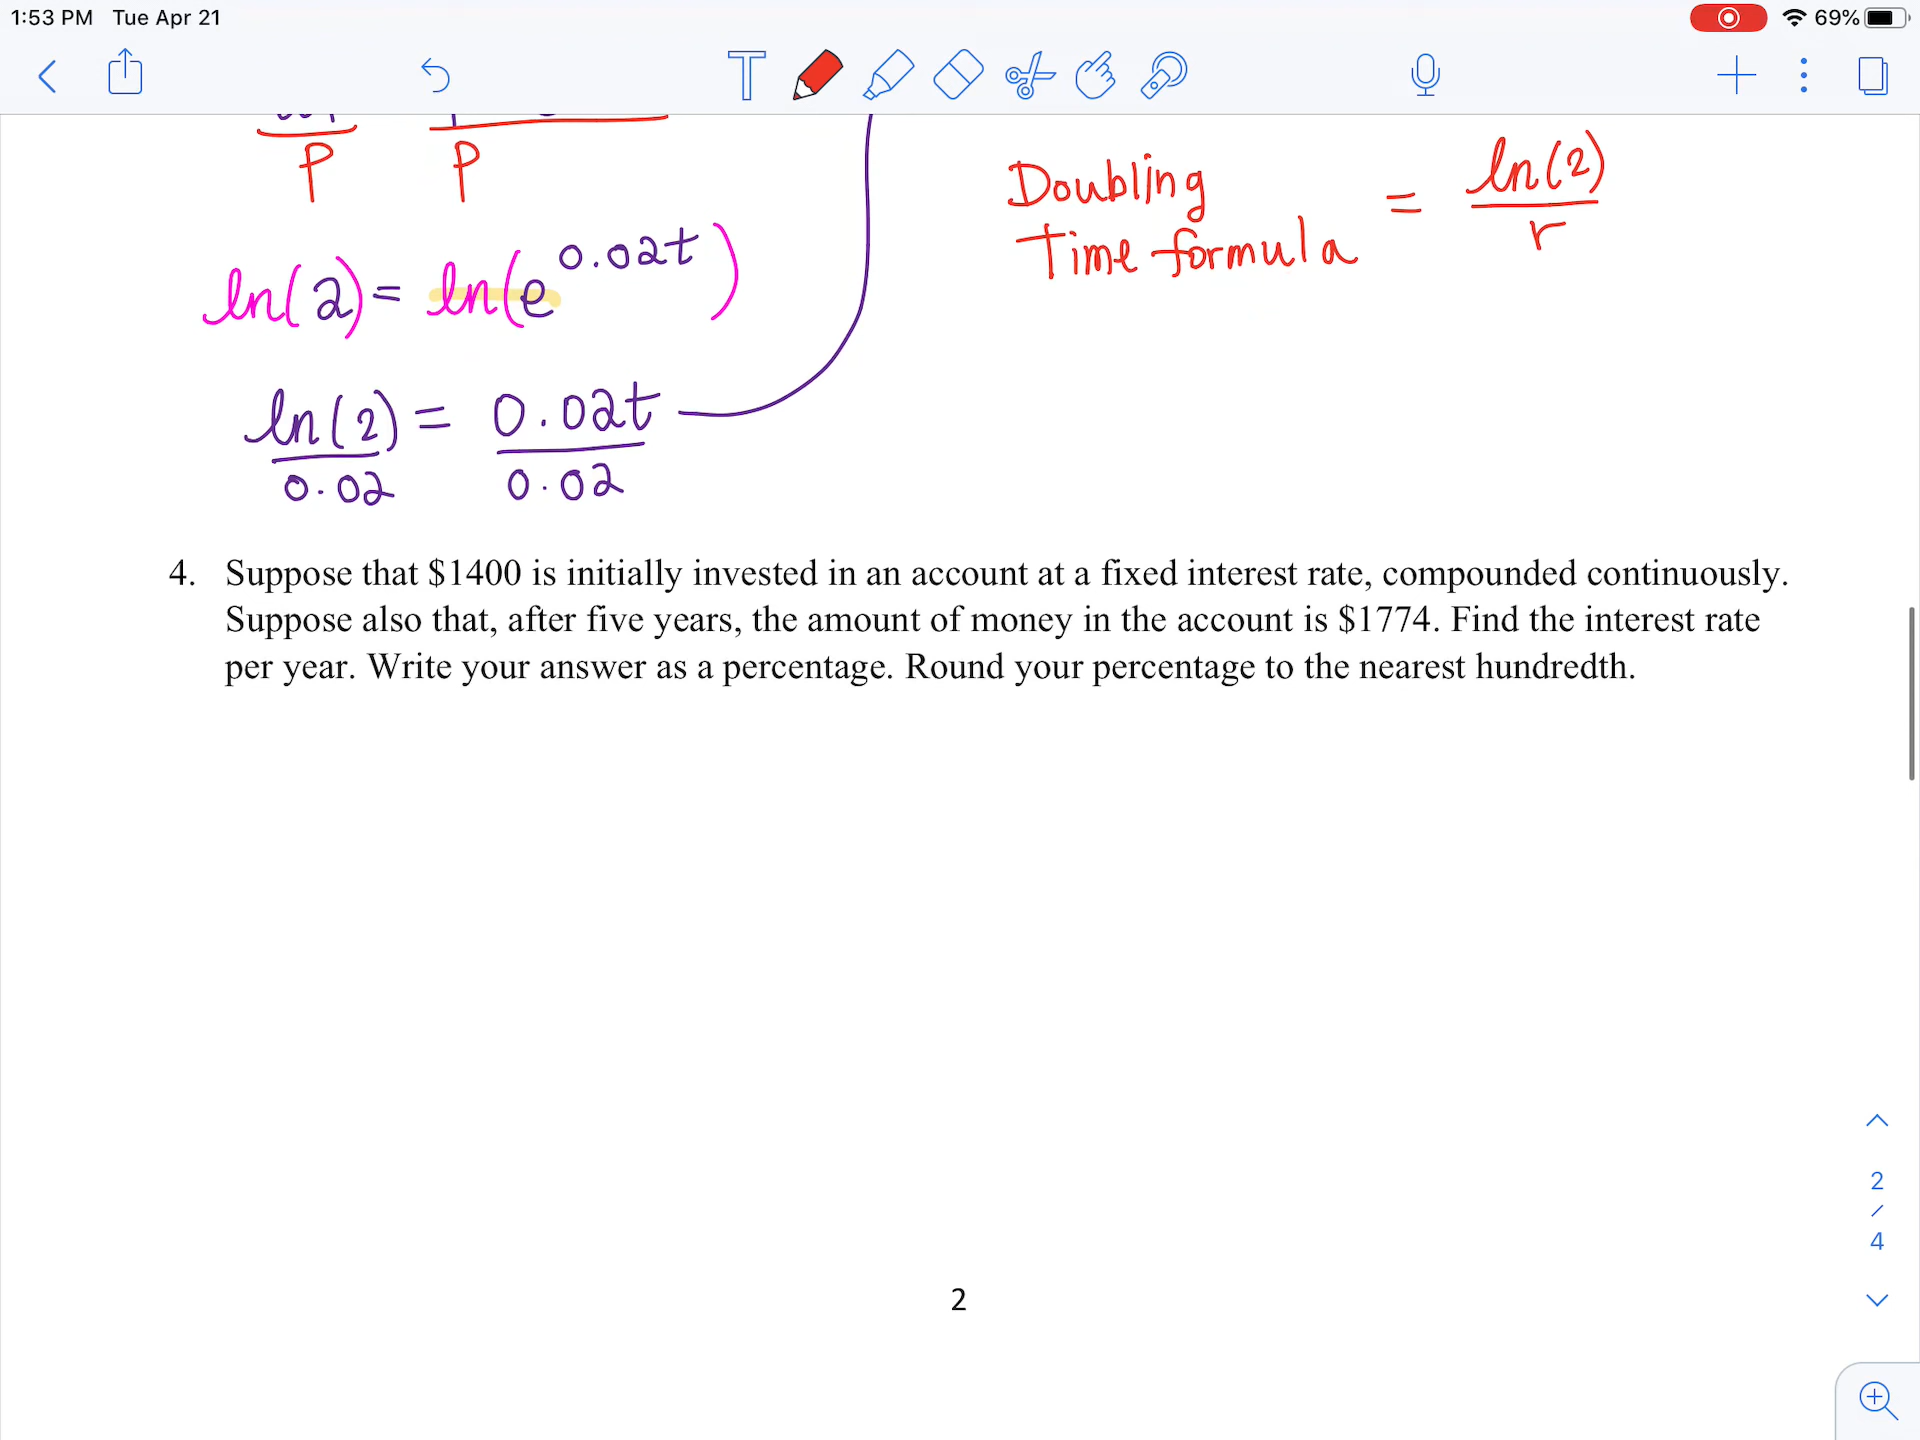 1:53 PM Tue Apr 21
69%
P P
Doubling
Time formula = ln(2)
r
ln(2) = ln(e^0.02t)
ln(2) = 0.02t
0.02 0.02
4. Suppose that $1400 is initially invested in an account at a fixed interest rate, compounded continuously.
Suppose also that, after five years, the amount of money in the account is $1774. Find the interest rate
per year. Write your answer as a percentage. Round your percentage to the nearest hundredth.
2
/
4
2